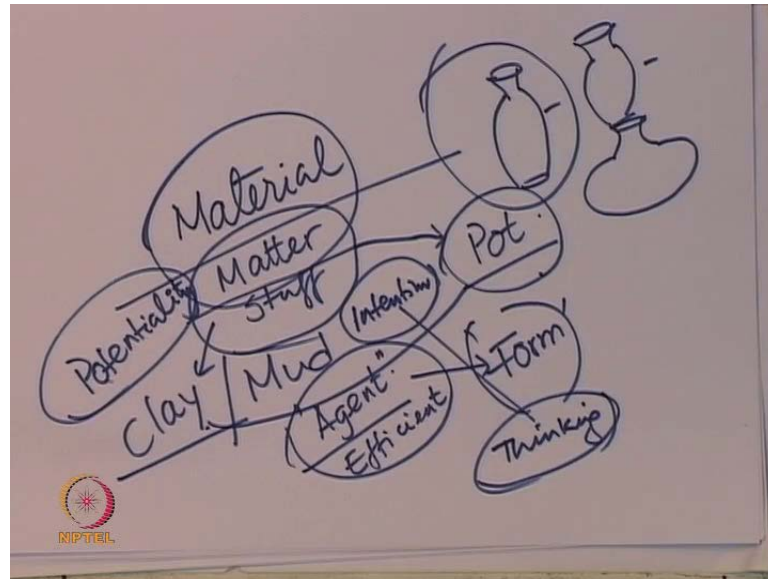 Material
Matter
Stuff
Potentiality
Clay / Mud
Pot.
Intention
Agent"
Efficient
Form
Thinking
NPTEL